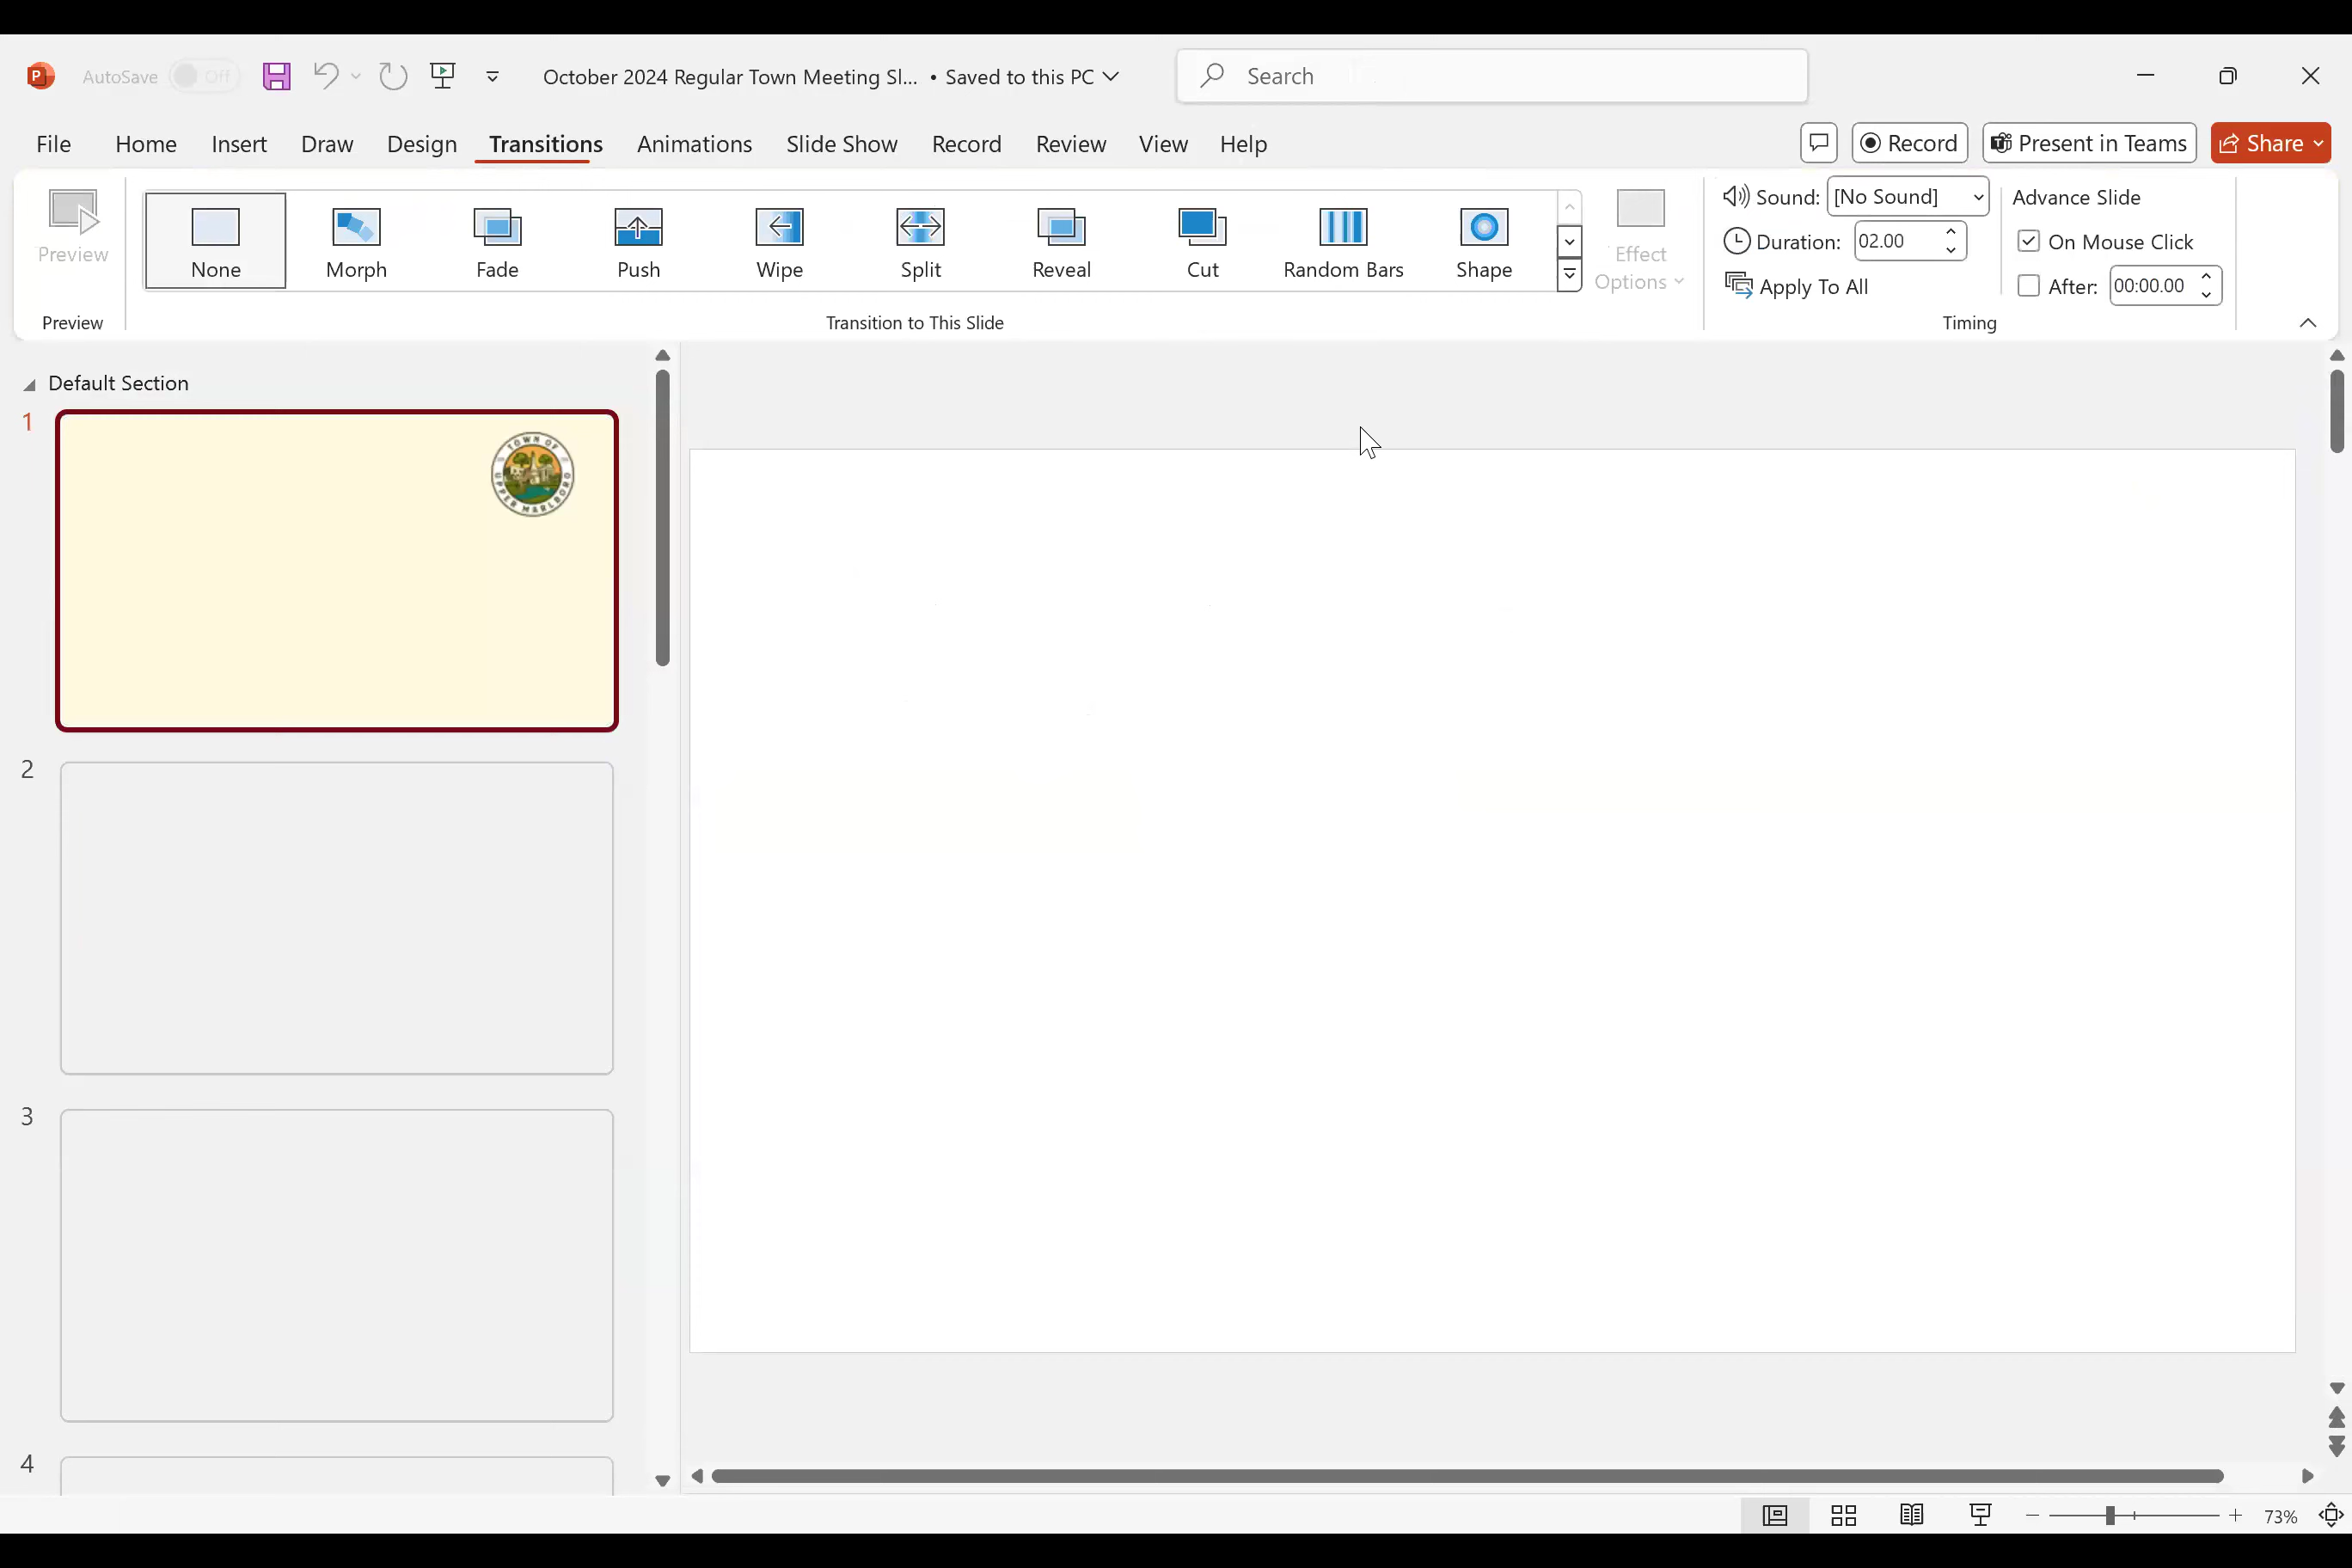 AutoSave Off October 2024 Regular Town Meeting Sl... • Saved to this PC Search
File Home Insert Draw Design Transitions Animations Slide Show Record Review View Help Record Present in Teams Share
Preview
None Morph Fade Push Wipe Split Reveal Cut Random Bars Shape
Effect
Options
Sound: [No Sound]
Duration: 02.00
Apply To All
Advance Slide
On Mouse Click
After: 00:00.00
Preview Transition to This Slide Timing
Default Section
1
TOWN OF
UPPER MARLBORO
2
3
4
73%